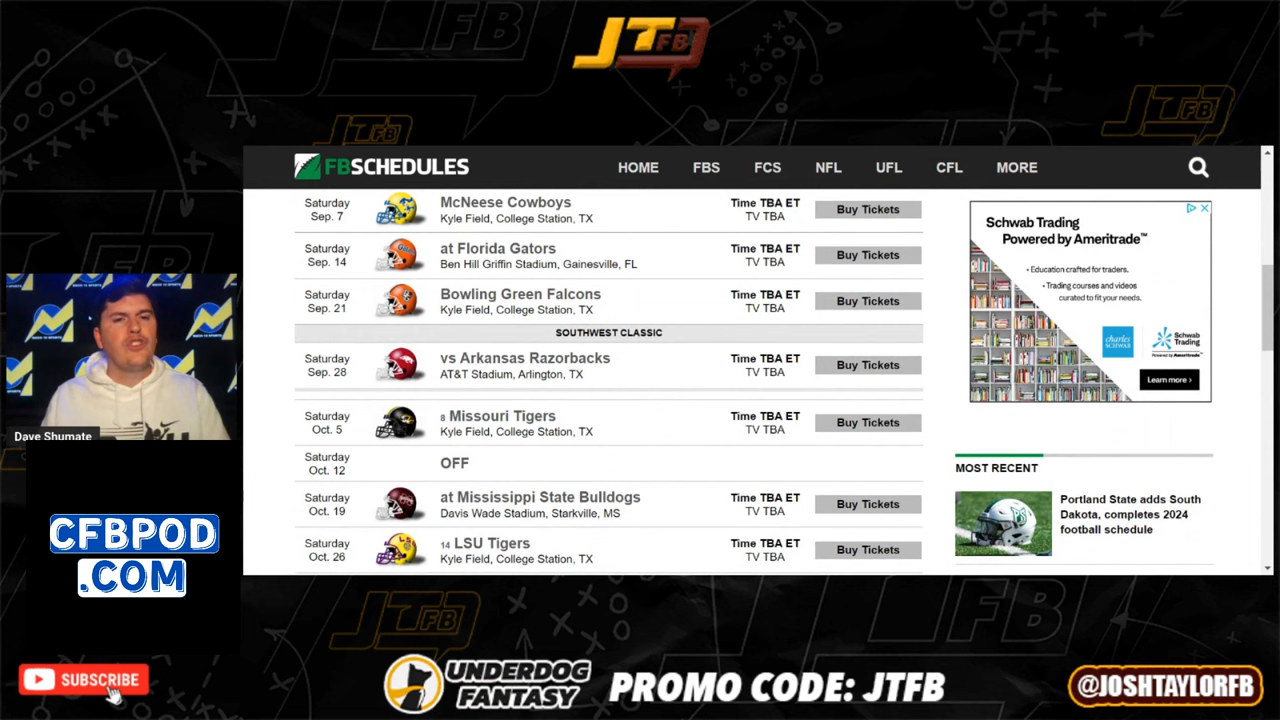 JTFB
FBSCHEDULES
HOME
FBS
FCS
NFL
UFL
CFL
MORE
Saturday
Sep. 7
McNeese Cowboys
Kyle Field, College Station, TX
Time TBA ET
TV TBA
Buy Tickets
Saturday
Sep. 14
at Florida Gators
Ben Hill Griffin Stadium, Gainesville, FL
Time TBA ET
TV TBA
Buy Tickets
Saturday
Sep. 21
Bowling Green Falcons
Kyle Field, College Station, TX
Time TBA ET
TV TBA
Buy Tickets
SOUTHWEST CLASSIC
Saturday
Sep. 28
vs Arkansas Razorbacks
AT&T Stadium, Arlington, TX
Time TBA ET
TV TBA
Buy Tickets
Saturday
Oct. 5
8 Missouri Tigers
Kyle Field, College Station, TX
Time TBA ET
TV TBA
Buy Tickets
Saturday
Oct. 12
OFF
Saturday
Oct. 19
at Mississippi State Bulldogs
Davis Wade Stadium, Starkville, MS
Time TBA ET
TV TBA
Buy Tickets
Saturday
Oct. 26
14 LSU Tigers
Kyle Field, College Station, TX
Time TBA ET
TV TBA
Buy Tickets
Schwab Trading
Powered by Ameritrade™
• Education crafted for traders.
• Trading courses and videos
curated to fit your needs.
charles
SCHWAB
Schwab
Trading
Powered by Ameritrade™
Learn more ›
MOST RECENT
Portland State adds South
Dakota, completes 2024
football schedule
Dave Shumate
CFBPOD
.COM
SUBSCRIBE
UNDERDOG
FANTASY
PROMO CODE: JTFB
@JOSHTAYLORFB